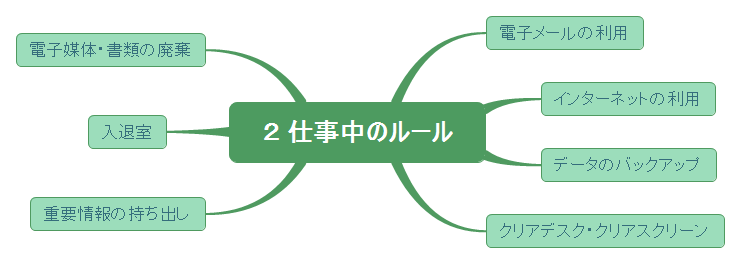 ２ 仕事中のルール
電子メールの利用
インターネットの利用
データのバックアップ
クリアデスク・クリアスクリーン
重要情報の持ち出し
入退室
電子媒体・書類の廃棄